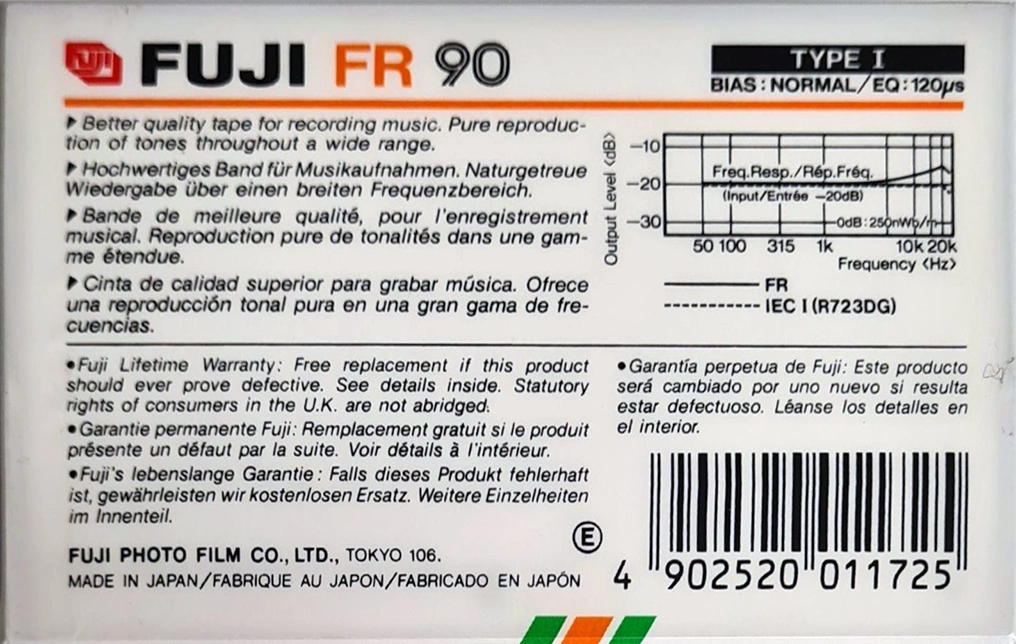 FUJI FUJI FR 90
TYPE I
BIAS : NORMAL/EQ : 120µs
▶ Better quality tape for recording music. Pure reproduc-
tion of tones throughout a wide range.
▶ Hochwertiges Band für Musikaufnahmen. Naturgetreue
Wiedergabe über einen breiten Frequenzbereich.
▶ Bande de meilleure qualité, pour l'enregistrement
musical. Reproduction pure de tonalités dans une gam-
me étendue.
▶ Cinta de calidad superior para grabar música. Ofrece
una reproducción tonal pura en una gran gama de fre-
cuencias.
Output Level <dB>
−10
−20
−30
Freq.Resp./Rép.Fréq.
(Input/Entrée −20dB)
0dB : 250nWb/m
50 100 315 1k 10k 20k
Frequency <Hz>
FR
IEC I (R723DG)
•Fuji Lifetime Warranty: Free replacement if this product
should ever prove defective. See details inside. Statutory
rights of consumers in the U.K. are not abridged.
•Garantie permanente Fuji: Remplacement gratuit si le produit
présente un défaut par la suite. Voir détails à l'intérieur.
•Fuji's lebenslange Garantie : Falls dieses Produkt fehlerhaft
ist, gewährleisten wir kostenlosen Ersatz. Weitere Einzelheiten
im Innenteil.
•Garantía perpetua de Fuji: Este producto
será cambiado por uno nuevo si resulta
estar defectuoso. Léanse los detalles en
el interior.
FUJI PHOTO FILM CO., LTD., TOKYO 106.
MADE IN JAPAN/FABRIQUE AU JAPON/FABRICADO EN JAPÓN
E
4 902520 011725